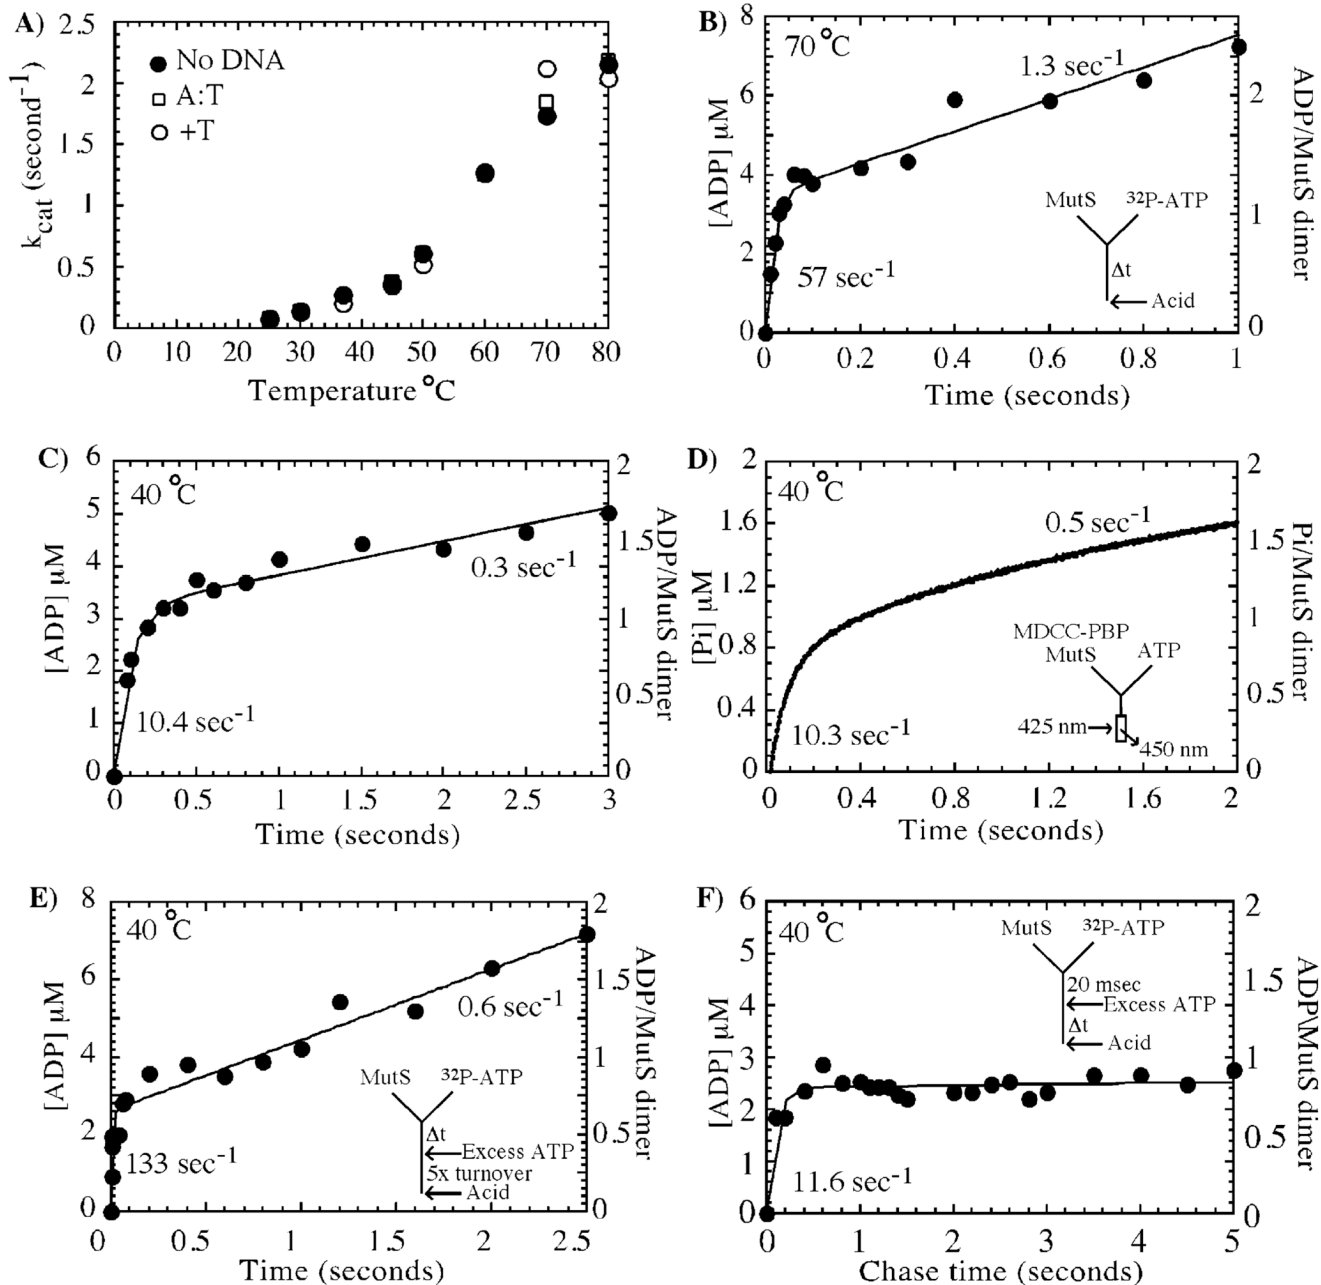 A)
2.5
2
1.5
1
0.5
0
k_cat (second⁻¹)
No DNA
A:T
+T
0 10 20 30 40 50 60 70 80
Temperature °C
B)
8
6
4
2
0
[ADP] µM
70 °C
1.3 sec⁻¹
57 sec⁻¹
MutS ³²P-ATP
Δt
Acid
2
1
0
ADP/MutS dimer
0 0.2 0.4 0.6 0.8 1
Time (seconds)
C)
6
5
4
3
2
1
0
[ADP] µM
40 °C
0.3 sec⁻¹
10.4 sec⁻¹
2
1.5
1
0.5
0
ADP/MutS dimer
0 0.5 1 1.5 2 2.5 3
Time (seconds)
D)
2
1.6
1.2
0.8
0.4
0
[Pi] µM
40 °C
0.5 sec⁻¹
10.3 sec⁻¹
MDCC-PBP
MutS ATP
425 nm
450 nm
2
1.5
1
0.5
0
Pi/MutS dimer
0 0.4 0.8 1.2 1.6 2
Time (seconds)
E)
8
6
4
2
0
[ADP] µM
40 °C
0.6 sec⁻¹
133 sec⁻¹
MutS ³²P-ATP
Δt
Excess ATP
5x turnover
Acid
2
1.5
1
0.5
0
ADP/MutS dimer
0 0.5 1 1.5 2 2.5
Time (seconds)
F)
6
5
4
3
2
1
0
[ADP] µM
40 °C
11.6 sec⁻¹
MutS ³²P-ATP
20 msec
Excess ATP
Δt
Acid
2
1.5
1
0.5
0
ADP\MutS dimer
0 1 2 3 4 5
Chase time (seconds)